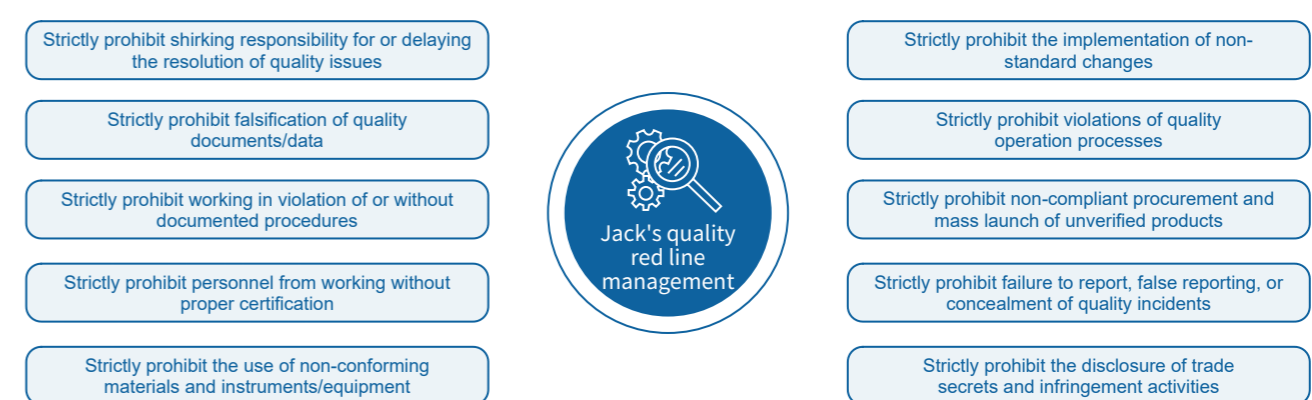 Strictly prohibit shirking responsibility for or delaying
the resolution of quality issues
Strictly prohibit falsification of quality
documents/data
Strictly prohibit working in violation of or without
documented procedures
Strictly prohibit personnel from working without
proper certification
Strictly prohibit the use of non-conforming
materials and instruments/equipment
Jack's quality
red line
management
Strictly prohibit the implementation of non-
standard changes
Strictly prohibit violations of quality
operation processes
Strictly prohibit non-compliant procurement and
mass launch of unverified products
Strictly prohibit failure to report, false reporting, or
concealment of quality incidents
Strictly prohibit the disclosure of trade
secrets and infringement activities